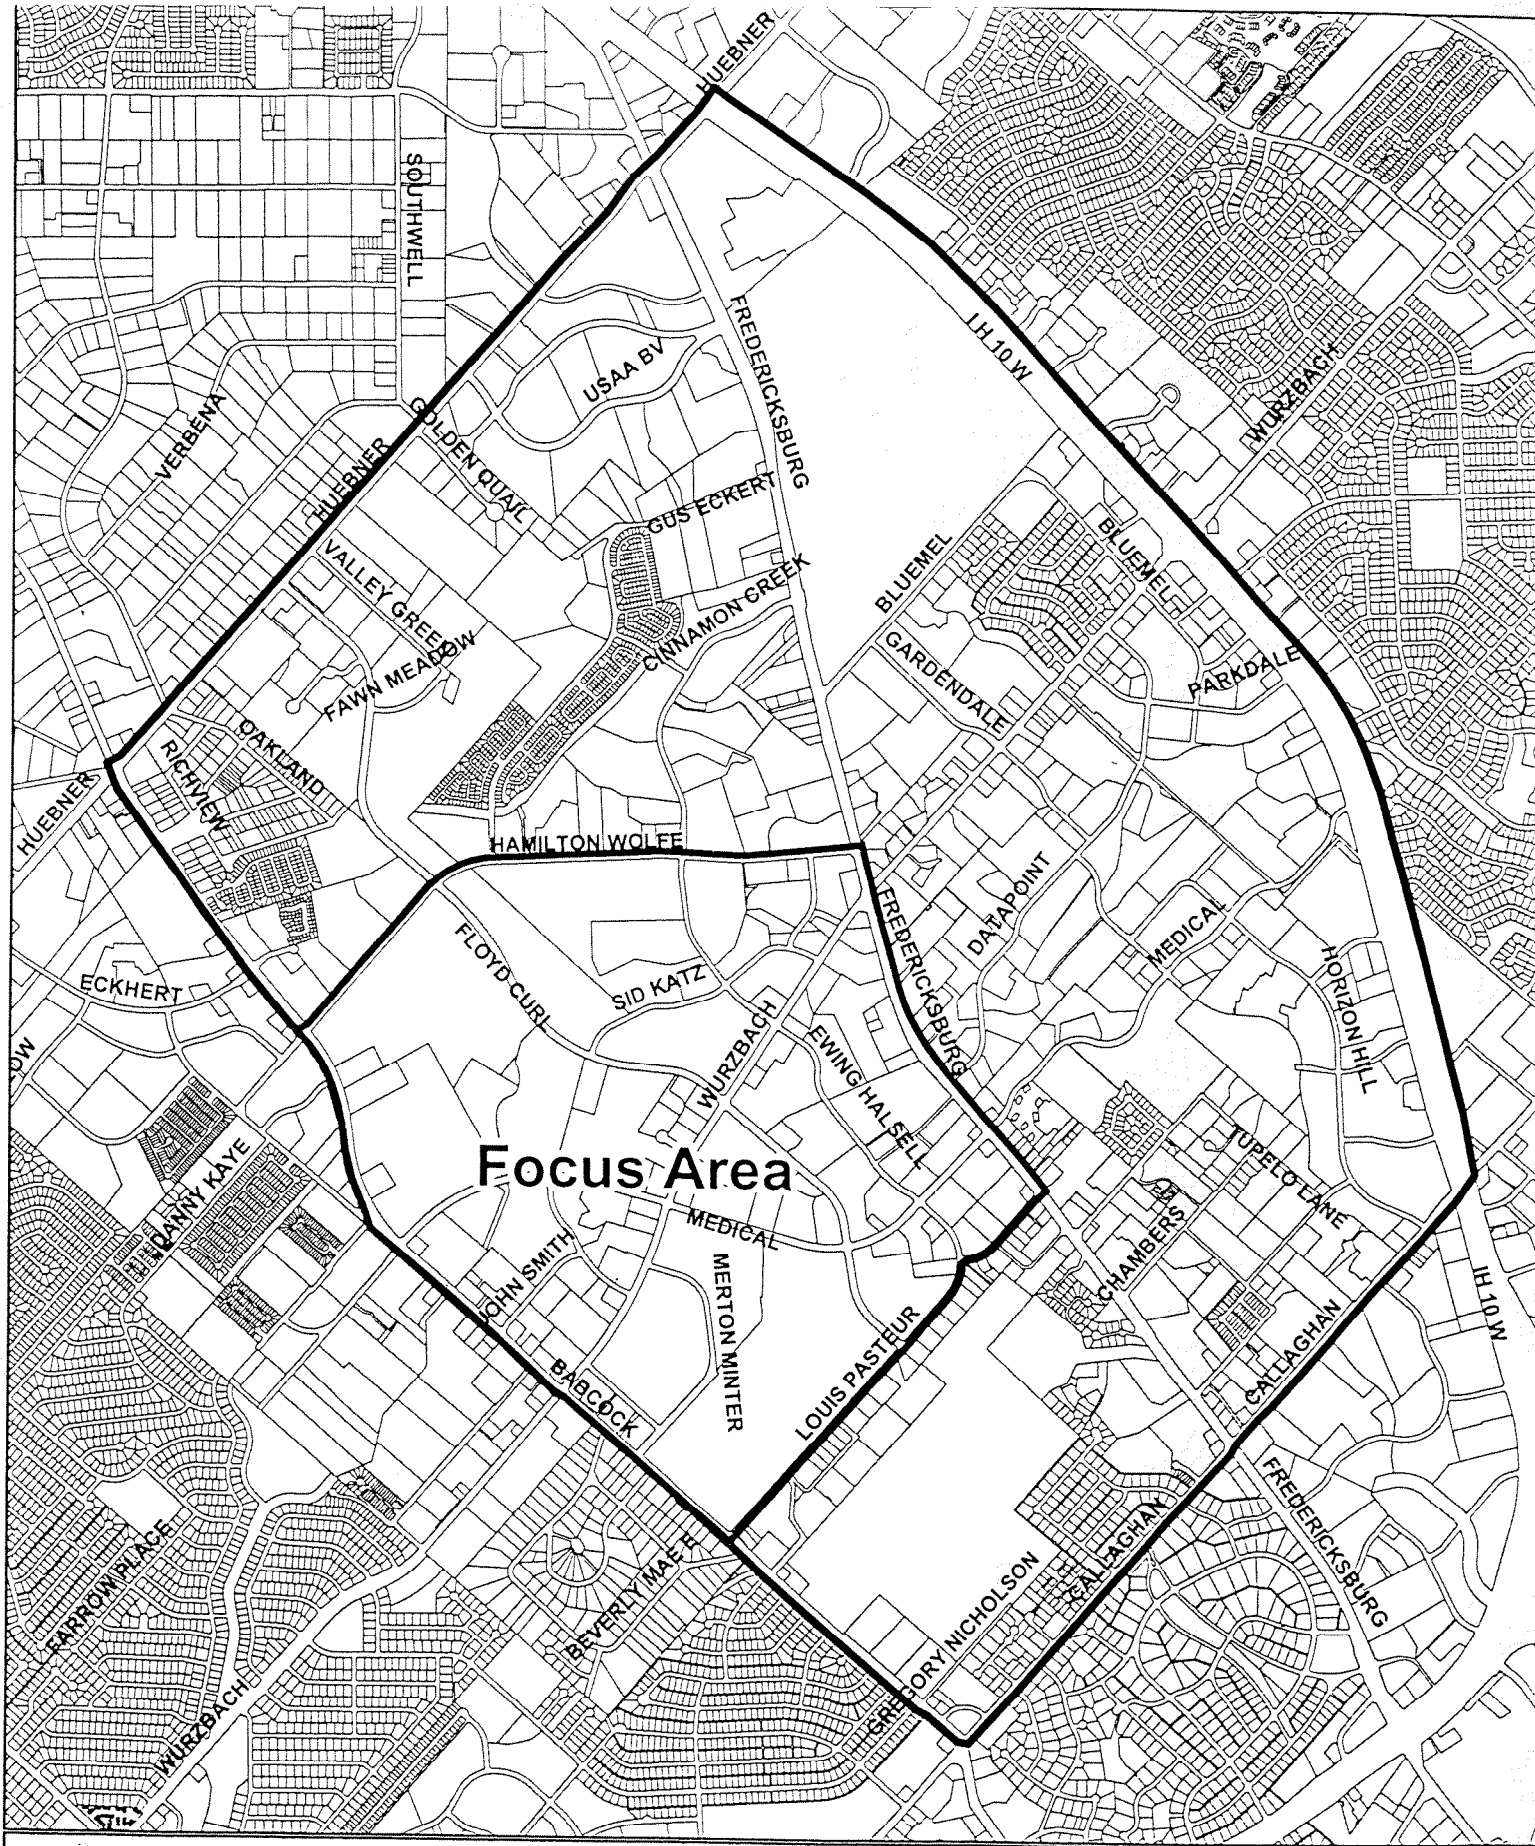 HUEBNER
SOUTHWELL
FREDERICKSBURG
I H 10 W
USAA BV
WURZBACH
VERBENA
GOLDEN QUAIL
HUEBNER
GUS ECKERT
BLUEMEL
BLUEMEL
VALLEY GREEN
CINNAMON CREEK
FAWN MEADOW
GARDENDALE
PARKDALE
OAKLAND
RICHVIEW
HUEBNER
HAMILTON WOLFE
DATAPOINT
MEDICAL
FREDERICKSBURG
FLOYD CURL
SID KATZ
ECKHERT
HORIZON HILL
WURZBACH
EWING HALSELL
OW
Focus Area
DANNY KAYE
TUPELO LANE
MEDICAL
CHAMBERS
JOHN SMITH
MERTON MINTER
IH 10 W
LOUIS PASTEUR
CALLAGHAN
BABCOCK
FREDERICKSBURG
CALLAGHAN
FARROW PLACE
BEVERLY MAE
GREGORY NICHOLSON
WURZBACH